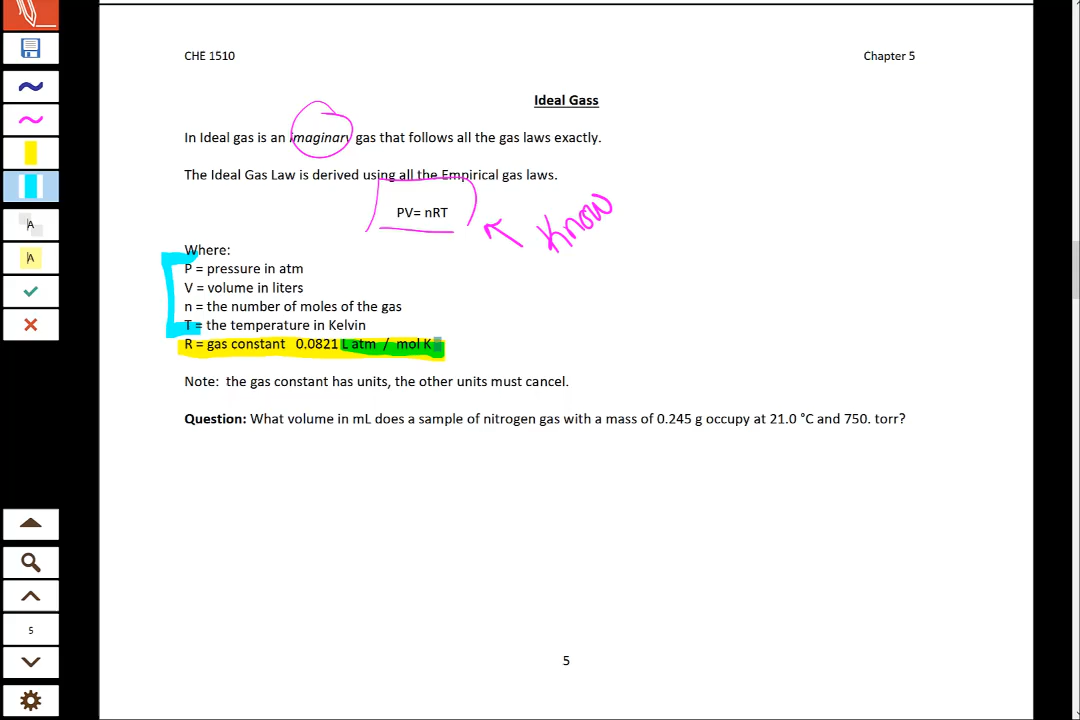 CHE 1510 Chapter 5
Ideal Gass
In Ideal gas is an imaginary gas that follows all the gas laws exactly.
The Ideal Gas Law is derived using all the Empirical gas laws.
PV= nRT
Know
Where:
P = pressure in atm
V = volume in liters
n = the number of moles of the gas
T = the temperature in Kelvin
R = gas constant 0.0821 L atm / mol K
Note: the gas constant has units, the other units must cancel.
Question: What volume in mL does a sample of nitrogen gas with a mass of 0.245 g occupy at 21.0 °C and 750. torr?
A
A
5
5